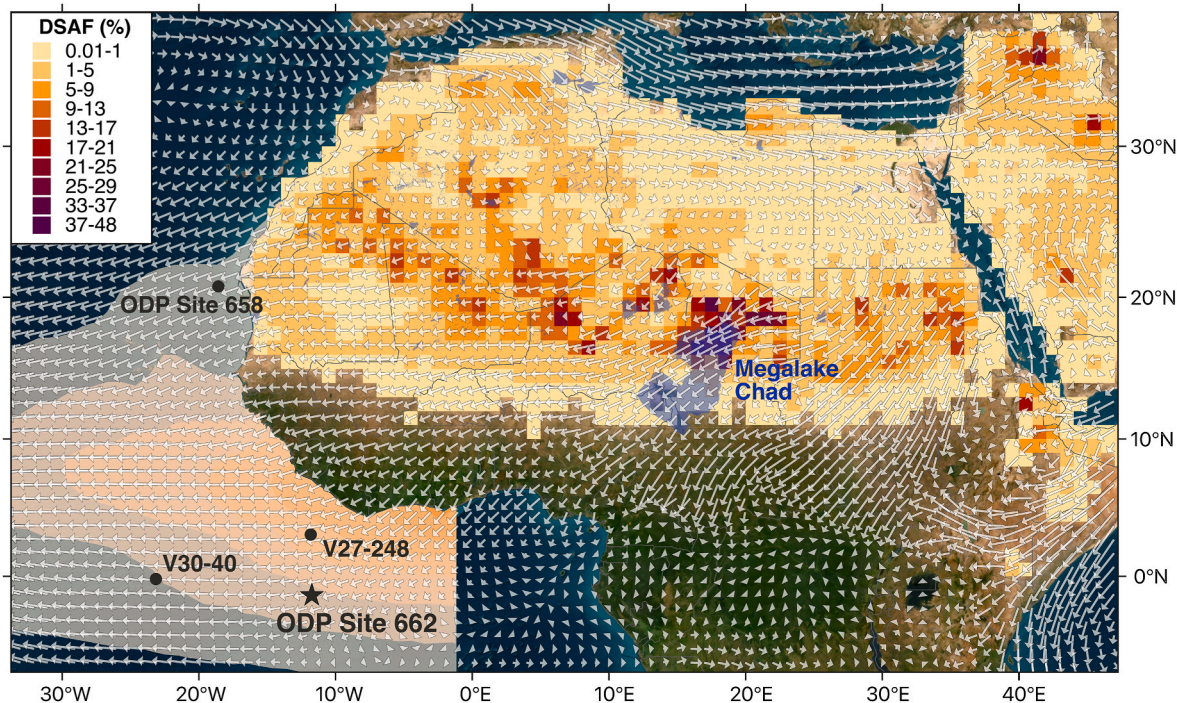 DSAF (%)
0.01-1
1-5
5-9
9-13
13-17
17-21
21-25
25-29
33-37
37-48
30°N
20°N
10°N
0°N
ODP Site 658
Megalake
Chad
V27-248
V30-40
ODP Site 662
30°W
20°W
10°W
0°E
10°E
20°E
30°E
40°E